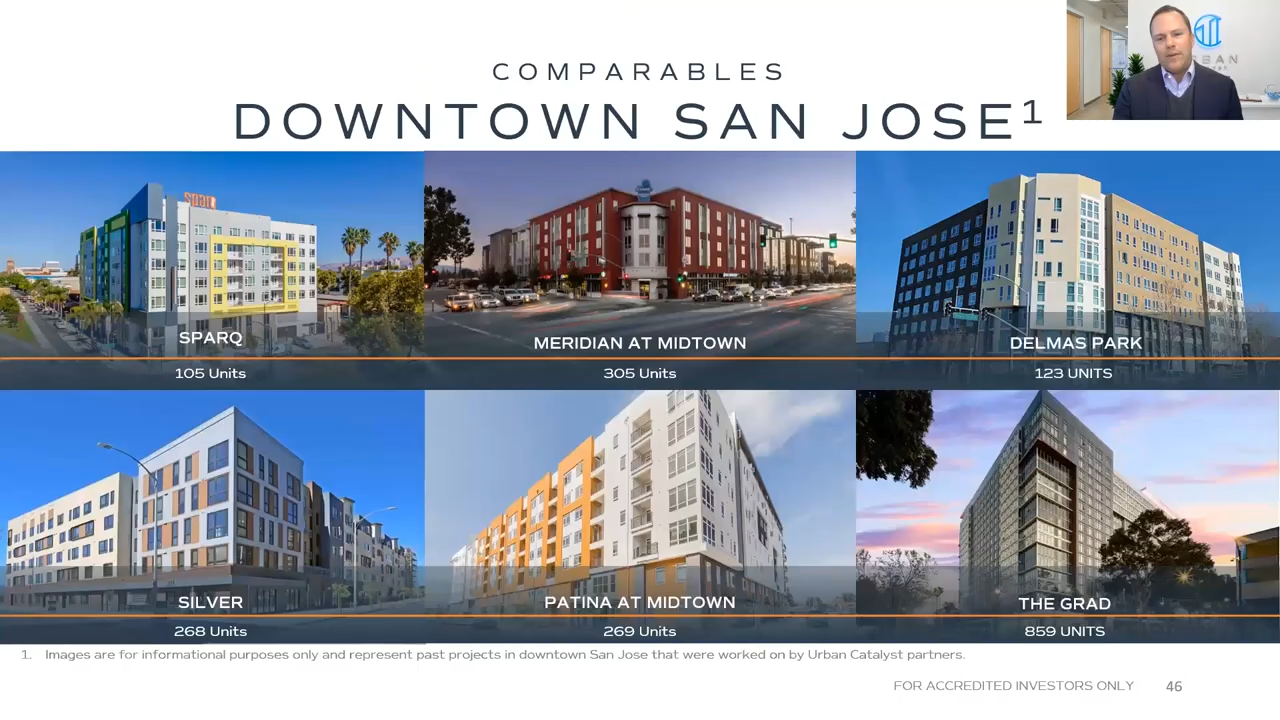 COMPARABLES
DOWNTOWN SAN JOSE1
SPARQ
105 Units
MERIDIAN AT MIDTOWN
305 Units
DELMAS PARK
123 UNITS
SILVER
268 Units
PATINA AT MIDTOWN
269 Units
THE GRAD
859 UNITS
1. Images are for informational purposes only and represent past projects in downtown San Jose that were worked on by Urban Catalyst partners.
FOR ACCREDITED INVESTORS ONLY 46